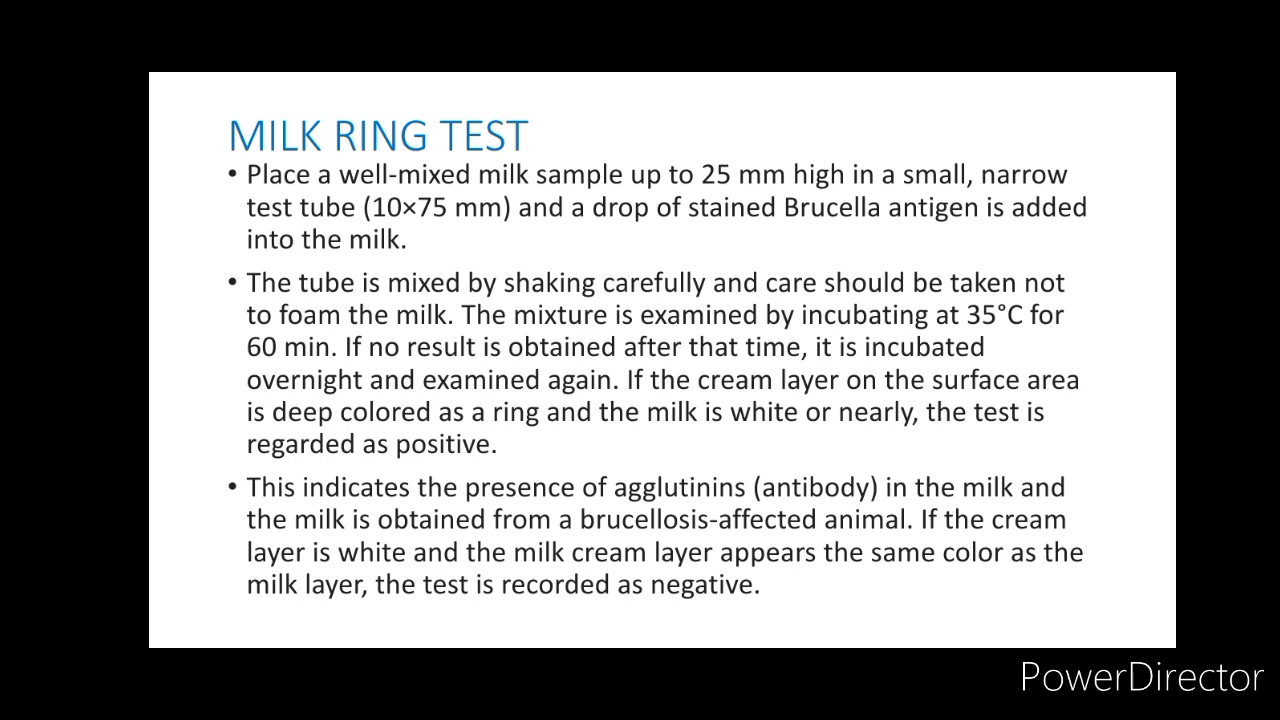 MILK RING TEST
• Place a well-mixed milk sample up to 25 mm high in a small, narrow
test tube (10×75 mm) and a drop of stained Brucella antigen is added
into the milk.
• The tube is mixed by shaking carefully and care should be taken not
to foam the milk. The mixture is examined by incubating at 35°C for
60 min. If no result is obtained after that time, it is incubated
overnight and examined again. If the cream layer on the surface area
is deep colored as a ring and the milk is white or nearly, the test is
regarded as positive.
• This indicates the presence of agglutinins (antibody) in the milk and
the milk is obtained from a brucellosis-affected animal. If the cream
layer is white and the milk cream layer appears the same color as the
milk layer, the test is recorded as negative.
PowerDirector